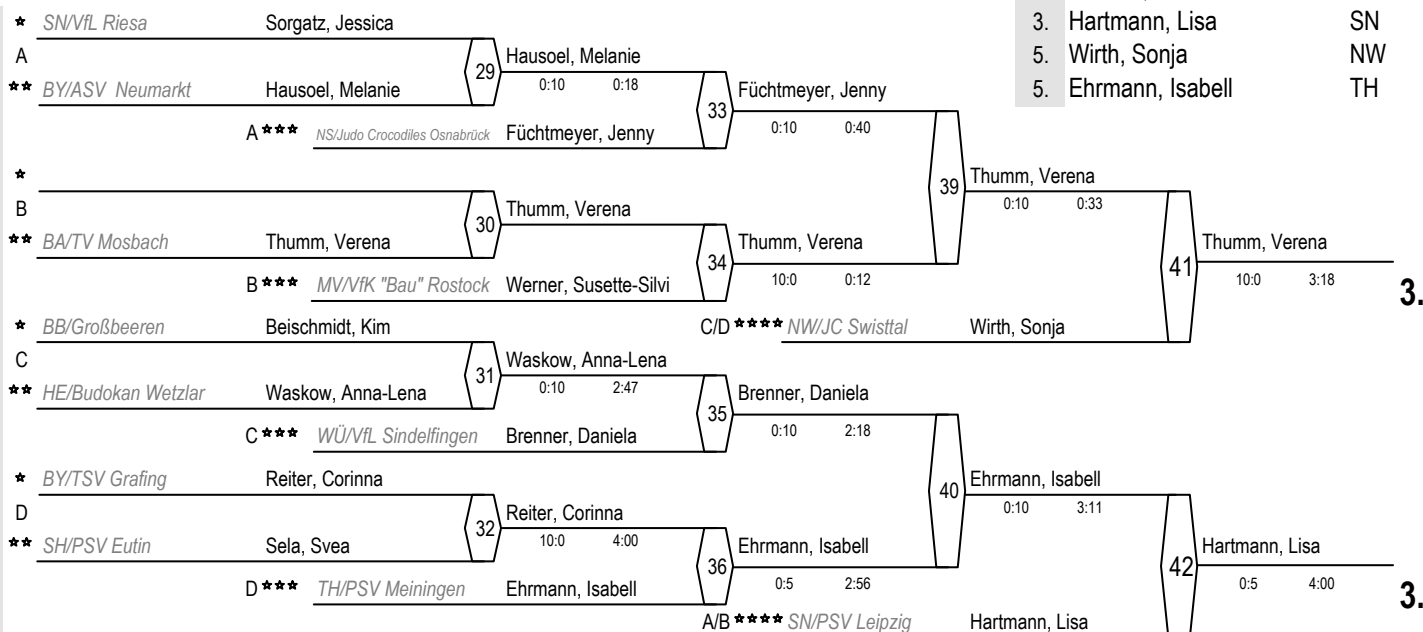 3. Hartmann, Lisa SN
5. Wirth, Sonja NW
5. Ehrmann, Isabell TH
SN/VfL Riesa Sorgatz, Jessica
A
29 Hausoel, Melanie
0:10 0:18
BY/ASV Neumarkt Hausoel, Melanie
33 Füchtmeyer, Jenny
0:10 0:40
A NS/Judo Crocodiles Osnabrück Füchtmeyer, Jenny
39 Thumm, Verena
0:10 0:33
B
30 Thumm, Verena
BA/TV Mosbach Thumm, Verena
34 Thumm, Verena
10:0 0:12
B MV/VfK "Bau" Rostock Werner, Susette-Silvi
41 Thumm, Verena
10:0 3:18
3.
BB/Großbeeren Beischmidt, Kim
C/D NW/JC Swisttal Wirth, Sonja
C
31 Waskow, Anna-Lena
0:10 2:47
HE/Budokan Wetzlar Waskow, Anna-Lena
35 Brenner, Daniela
0:10 2:18
C WÜ/VfL Sindelfingen Brenner, Daniela
BY/TSV Grafing Reiter, Corinna
40 Ehrmann, Isabell
0:10 3:11
D
32 Reiter, Corinna
10:0 4:00
SH/PSV Eutin Sela, Svea
36 Ehrmann, Isabell
0:5 2:56
42 Hartmann, Lisa
0:5 4:00
3.
D TH/PSV Meiningen Ehrmann, Isabell
A/B SN/PSV Leipzig Hartmann, Lisa